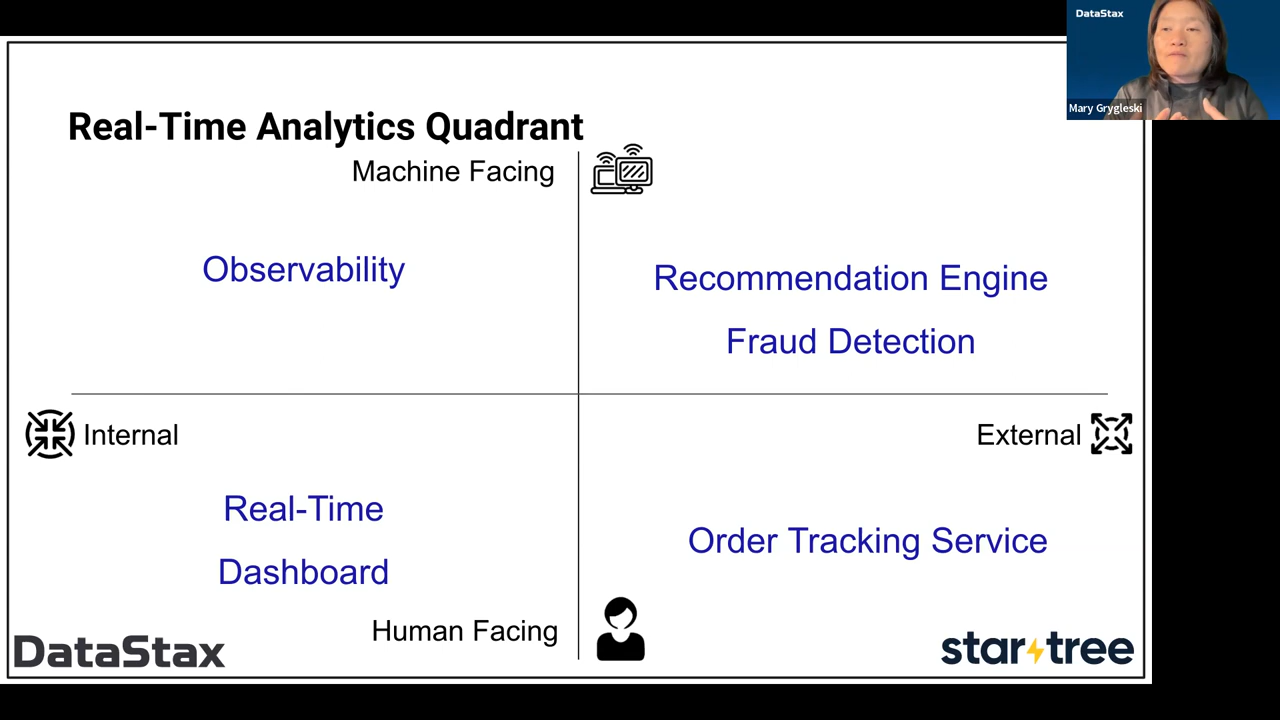 DataStax
Mary Grygleski
Real-Time Analytics Quadrant
Machine Facing
Observability
Recommendation Engine
Fraud Detection
Internal
External
Real-Time
Dashboard
Order Tracking Service
Human Facing
DataStax
startree